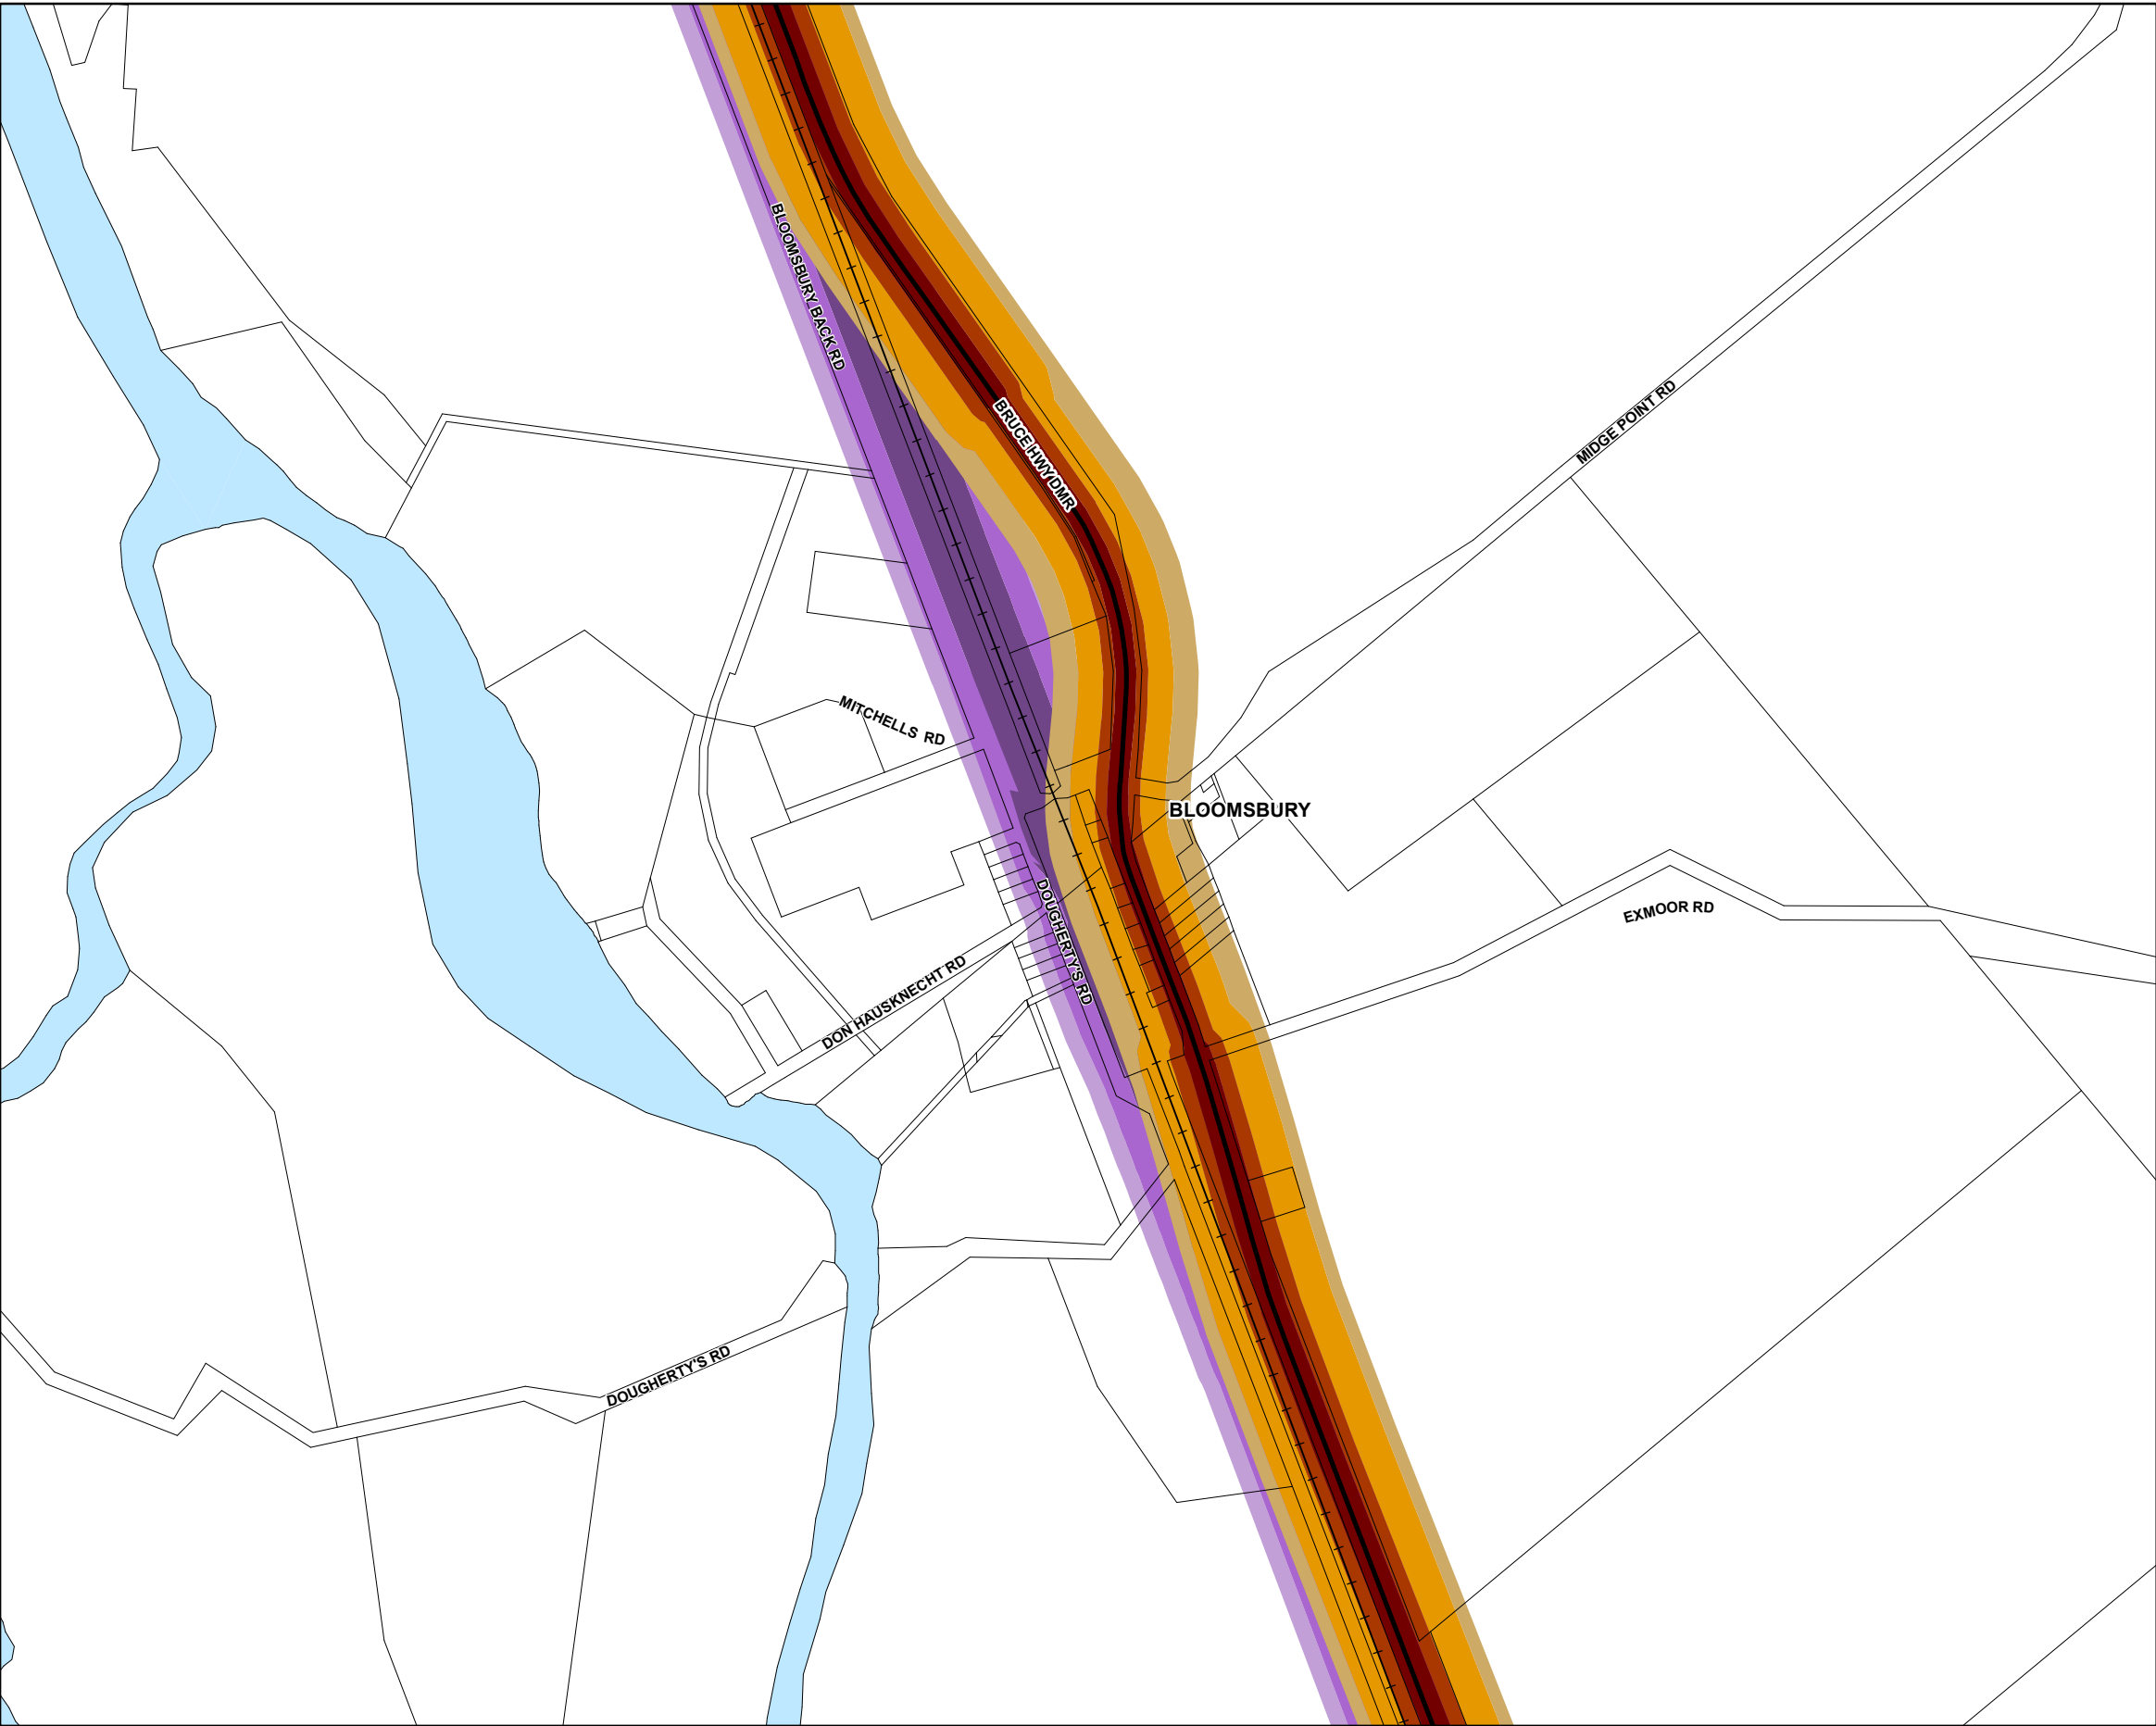 BLOOMSBURY BACK RD
BRUCE HWY DMR
MIDGE POINT RD
MITCHELLS RD
BLOOMSBURY
EXMOOR RD
DOUGHERTY'S RD
DON HAUSKNECHT RD
DOUGHERTY'S RD